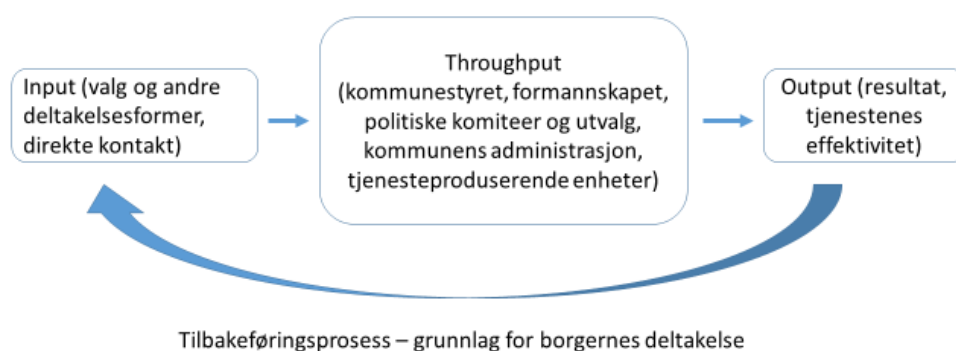 Input (valg og andre
deltakelsesformer,
direkte kontakt)
Throughput
(kommunestyret, formannskapet,
politiske komiteer og utvalg,
kommunens administrasjon,
tjenesteproduserende enheter)
Output (resultat,
tjenestenes
effektivitet)
Tilbakeføringsprosess – grunnlag for borgernes deltakelse